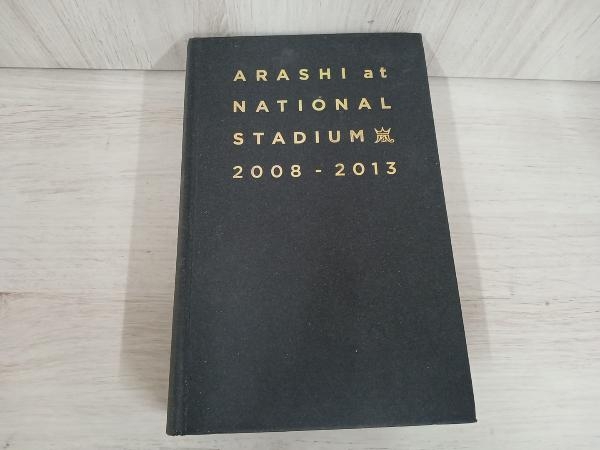 ARASHI at
NATIONAL
STADIUM 嵐
2008 - 2013